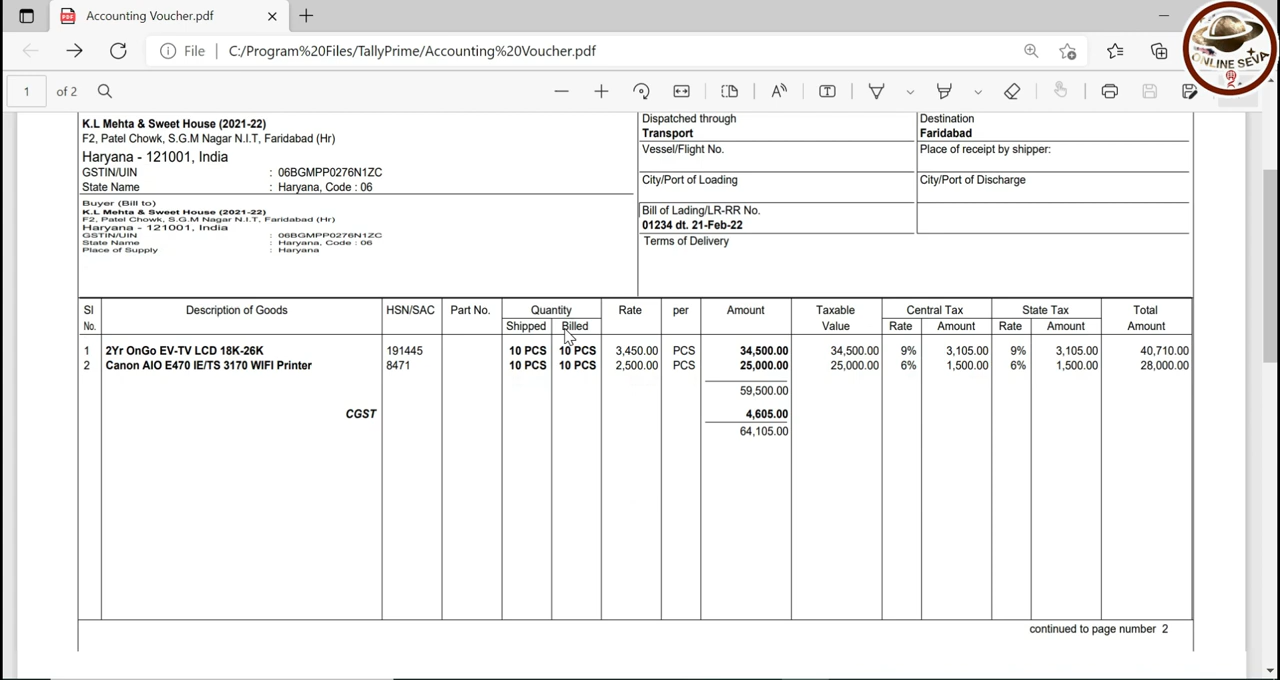 Accounting Voucher.pdf
File C:/Program%20Files/TallyPrime/Accounting%20Voucher.pdf
ONLINE SEVA
1 of 2
K.L Mehta & Sweet House (2021-22)
F2, Patel Chowk, S.G.M Nagar N.I.T, Faridabad (Hr)
Haryana - 121001, India
GSTIN/UIN : 06BGMPP0276N1ZC
State Name : Haryana, Code : 06
Buyer (Bill to)
K.L Mehta & Sweet House (2021-22)
F2, Patel Chowk, S.G.M Nagar N.I.T, Faridabad (Hr)
Haryana - 121001, India
GSTIN/UIN : 06BGMPP0276N1ZC
State Name : Haryana, Code : 06
Place of Supply : Haryana
Dispatched through Destination
Transport Faridabad
Vessel/Flight No. Place of receipt by shipper:
City/Port of Loading City/Port of Discharge
Bill of Lading/LR-RR No.
01234 dt. 21-Feb-22
Terms of Delivery
Sl Description of Goods HSN/SAC Part No. Quantity Rate per Amount Taxable Central Tax State Tax Total
No. Shipped Billed Value Rate Amount Rate Amount Amount
1 2Yr OnGo EV-TV LCD 18K-26K 191445 10 PCS 10 PCS 3,450.00 PCS 34,500.00 34,500.00 9% 3,105.00 9% 3,105.00 40,710.00
2 Canon AIO E470 IE/TS 3170 WIFI Printer 8471 10 PCS 10 PCS 2,500.00 PCS 25,000.00 25,000.00 6% 1,500.00 6% 1,500.00 28,000.00
59,500.00
CGST 4,605.00
64,105.00
continued to page number 2